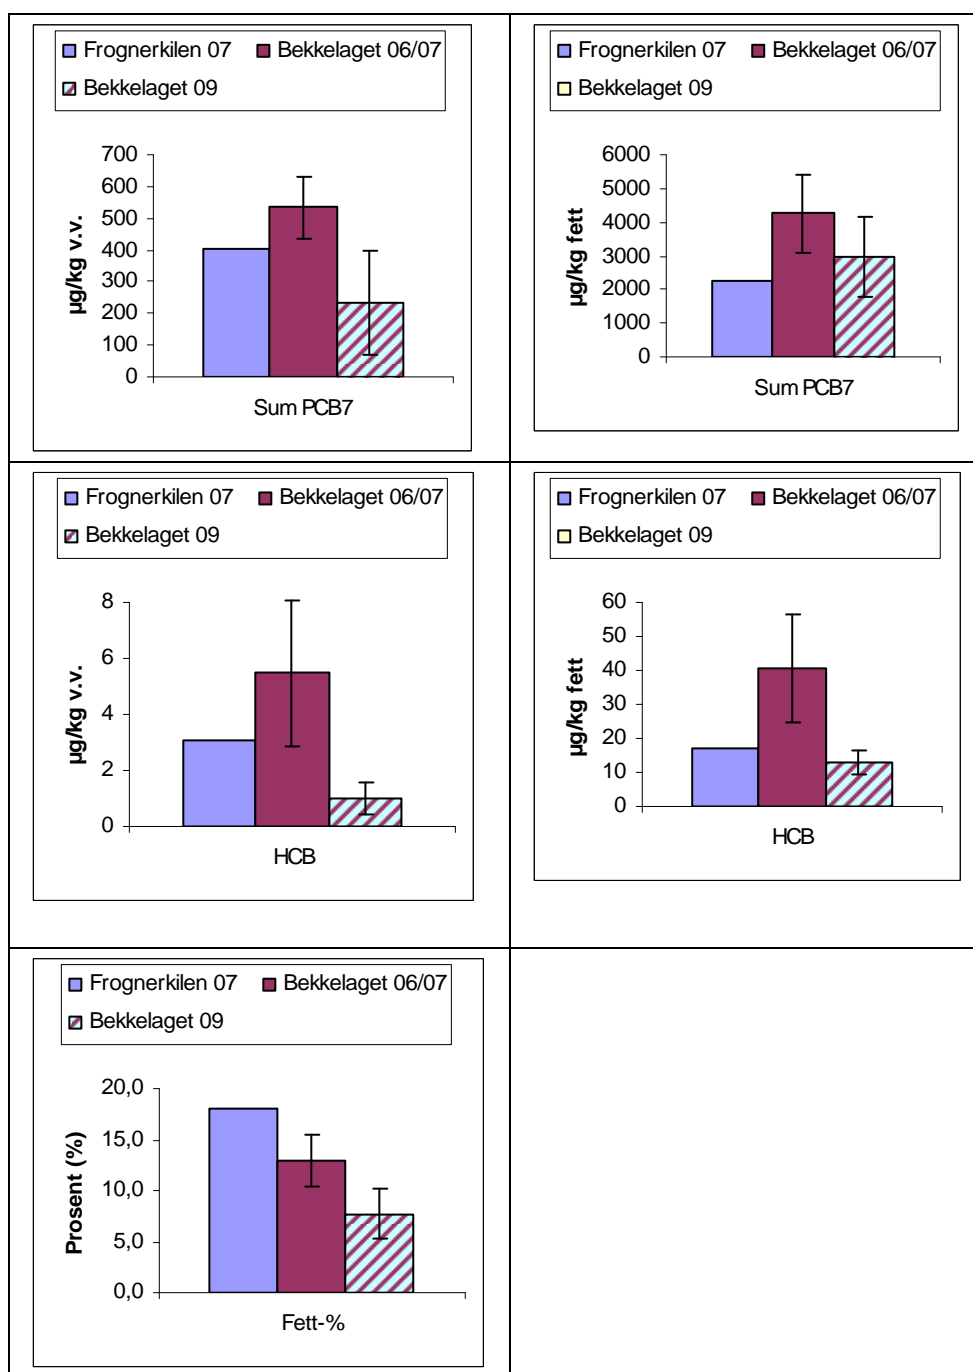 Frognerkilen 07 Bekkelaget 06/07
Bekkelaget 09
700
600
500
400
300
200
100
0
µg/kg v.v.
Sum PCB7
Frognerkilen 07 Bekkelaget 06/07
Bekkelaget 09
6000
5000
4000
3000
2000
1000
0
µg/kg fett
Sum PCB7
Frognerkilen 07 Bekkelaget 06/07
Bekkelaget 09
8
6
4
2
0
µg/kg v.v.
HCB
Frognerkilen 07 Bekkelaget 06/07
Bekkelaget 09
60
50
40
30
20
10
0
µg/kg fett
HCB
Frognerkilen 07 Bekkelaget 06/07
Bekkelaget 09
20,0
15,0
10,0
5,0
0,0
Prosent (%)
Fett-%